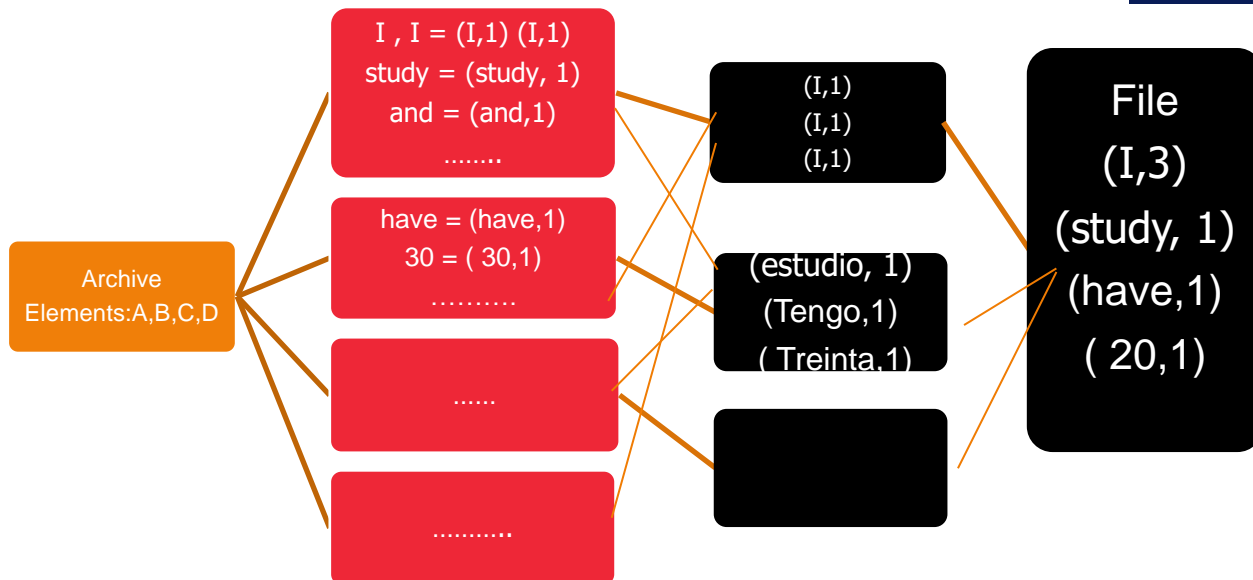 Archive
Elements:A,B,C,D
I , I = (I,1) (I,1)
study = (study, 1)
and = (and,1)
........
have = (have,1)
30 = ( 30,1)
..........
......
...........
(I,1)
(I,1)
(I,1)
(estudio, 1)
(Tengo,1)
( Treinta,1)
File
(I,3)
(study, 1)
(have,1)
( 20,1)